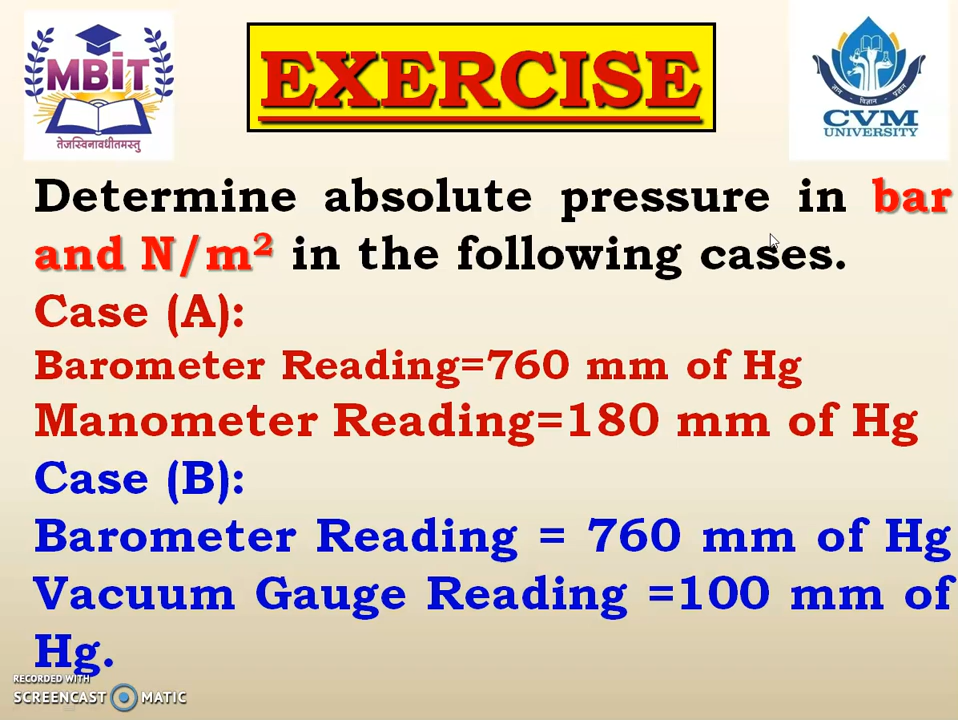 MBIT
तेजस्विनावधीतमस्तु
EXERCISE
CVM
UNIVERSITY
Determine absolute pressure in bar
and N/m² in the following cases.
Case (A):
Barometer Reading=760 mm of Hg
Manometer Reading=180 mm of Hg
Case (B):
Barometer Reading = 760 mm of Hg
Vacuum Gauge Reading =100 mm of
Hg.
RECORDED WITH
SCREENCAST MATIC